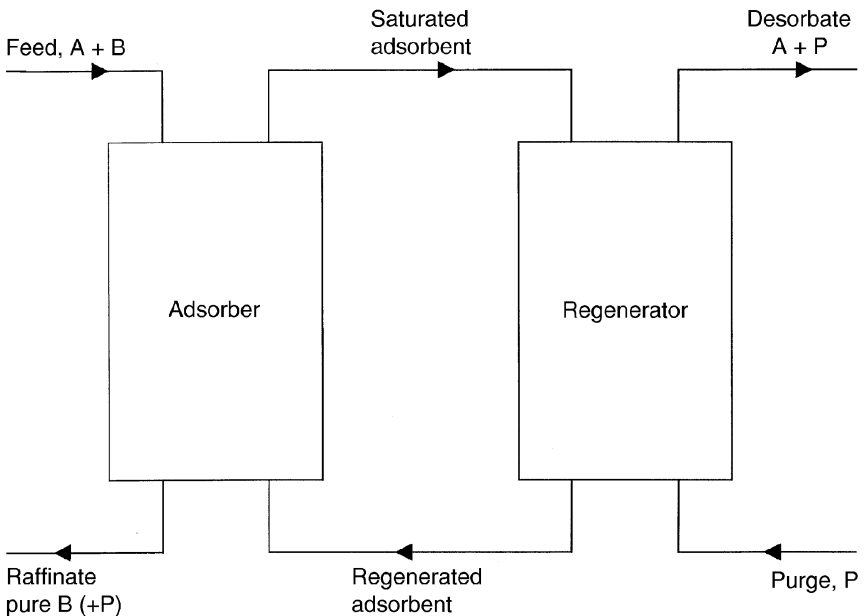 Saturated
adsorbent
Desorbate
A + P
Feed, A + B
Adsorber
Regenerator
Raffinate
pure B (+P)
Regenerated
adsorbent
Purge, P